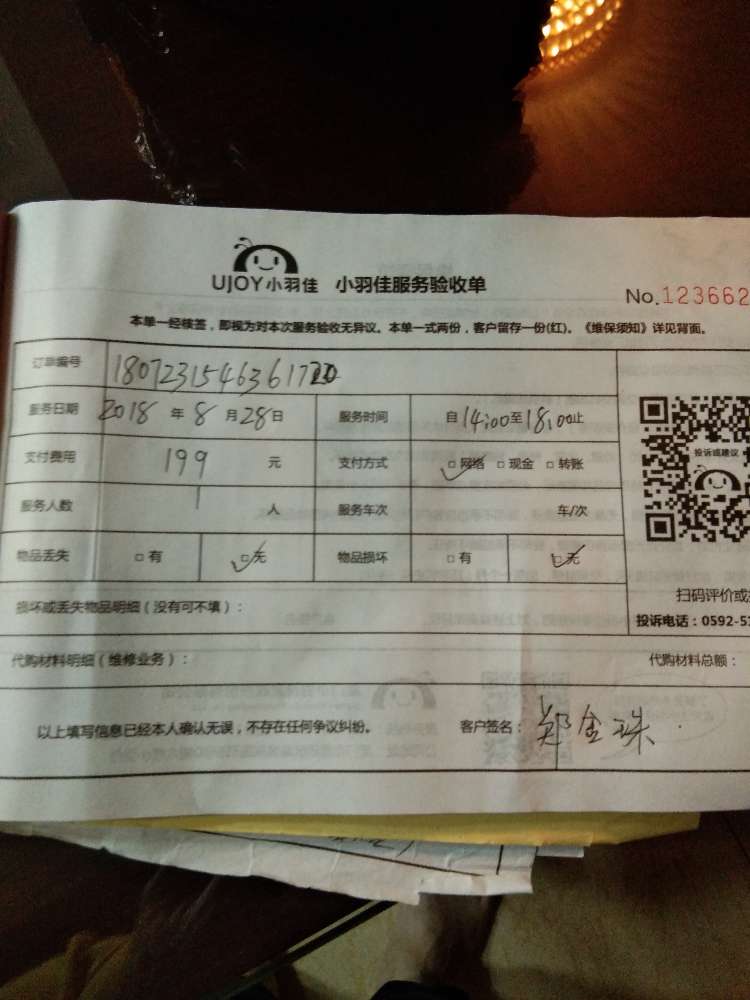 UJOY小羽佳 小羽佳服务验收单
No.123662
本单一经核签，即视为对本次服务验收无异议。本单一式两份，客户留存一份(红)。《维保须知》详见背面。
订单编号
服务日期 2018 年 8 月 28 日 服务时间 自 14:00 至 18:00 止
支付费用 199 元 支付方式 □网络 □现金 □转账
服务人数 1 人 服务车次 车/次
物品丢失 □有 □无 物品损坏 □有 □无
投诉或建议
扫码评价或
损坏或丢失物品明细（没有可不填）：
投诉电话：0592-51
代购材料明细（维修业务）： 代购材料总额：
以上填写信息已经本人确认无误，不存在任何争议纠纷。 客户签名：郑金珠